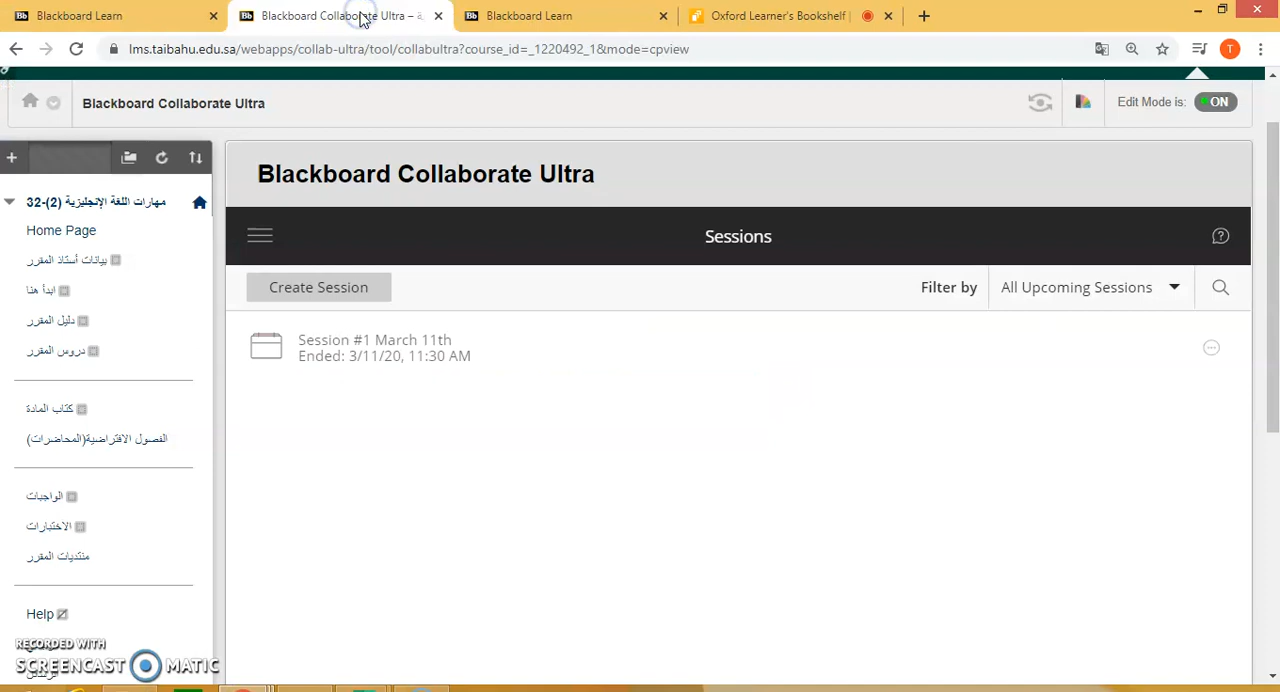 Blackboard Learn
Blackboard Collaborate Ultra –
Blackboard Learn
Oxford Learner's Bookshelf |
lms.taibahu.edu.sa/webapps/collab-ultra/tool/collabultra?course_id=_1220492_1&mode=cpview
T
Blackboard Collaborate Ultra
Edit Mode is:
ON
مهارات اللغة الإنجليزية (2)-32
Home Page
بيانات أستاذ المقرر
ابدأ هنا
دليل المقرر
دروس المقرر
كتاب المادة
الفصول الافتراضية(المحاضرات)
الواجبات
الاختبارات
منتديات المقرر
Help
Blackboard Collaborate Ultra
Sessions
Create Session
Filter by
All Upcoming Sessions
Session #1 March 11th
Ended: 3/11/20, 11:30 AM
RECORDED WITH
SCREENCAST MATIC